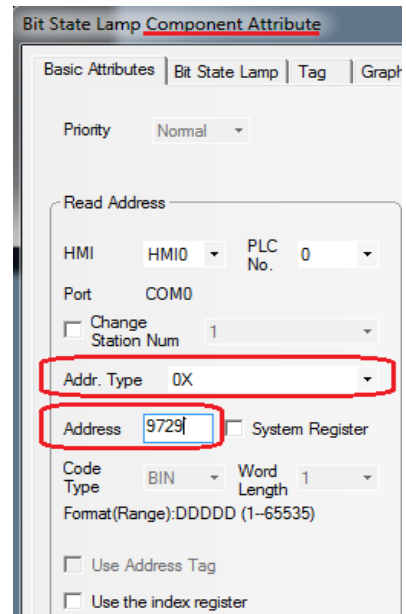 Bit State Lamp Component Attribute
Basic Attributes Bit State Lamp Tag Graph
Priority Normal
Read Address
HMI HMI0 PLC No. 0
Port COM0
Change Station Num 1
Addr. Type 0X
Address 9729 System Register
Code Type BIN Word Length 1
Format(Range):DDDDD (1--65535)
Use Address Tag
Use the index register